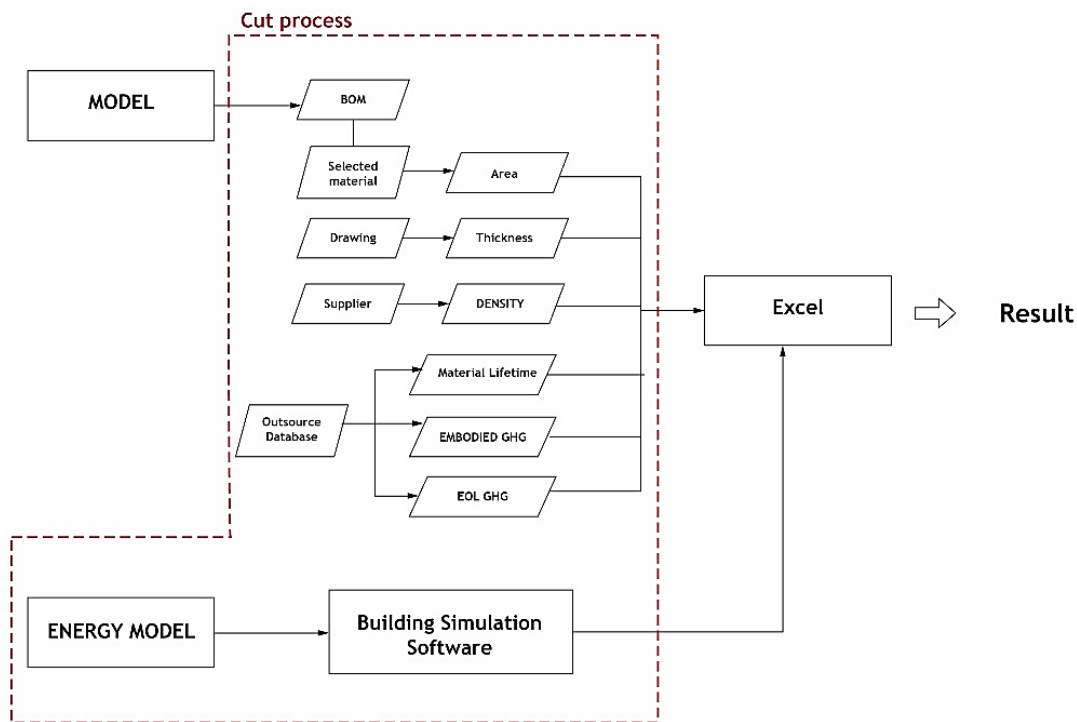 Cut process
MODEL
BOM
Selected
material
Area
Drawing
Thickness
Supplier
DENSITY
Excel
Result
Material Lifetime
Outsource
Database
EMBODIED GHG
EOL GHG
ENERGY MODEL
Building Simulation
Software